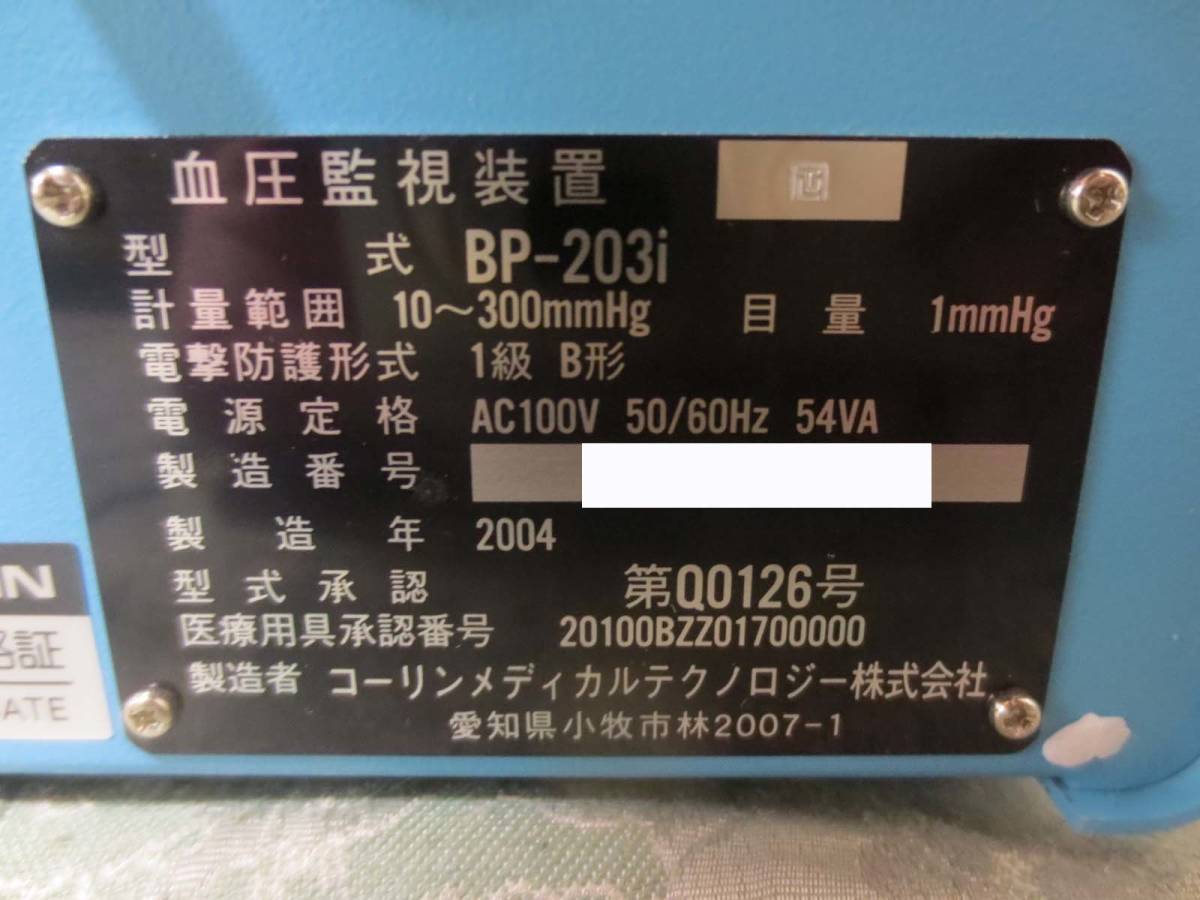 血圧監視装置 正
型式 BP-203i
計量範囲 10～300mmHg 目量 1mmHg
電撃防護形式 1級 B形
電源定格 AC100V 50/60Hz 54VA
製造番号
製造年 2004
型式承認 第Q0126号
医療用具承認番号 20100BZZ01700000
製造者 コーリンメディカルテクノロジー株式会社
愛知県小牧市林2007-1
IN
格証
ATE